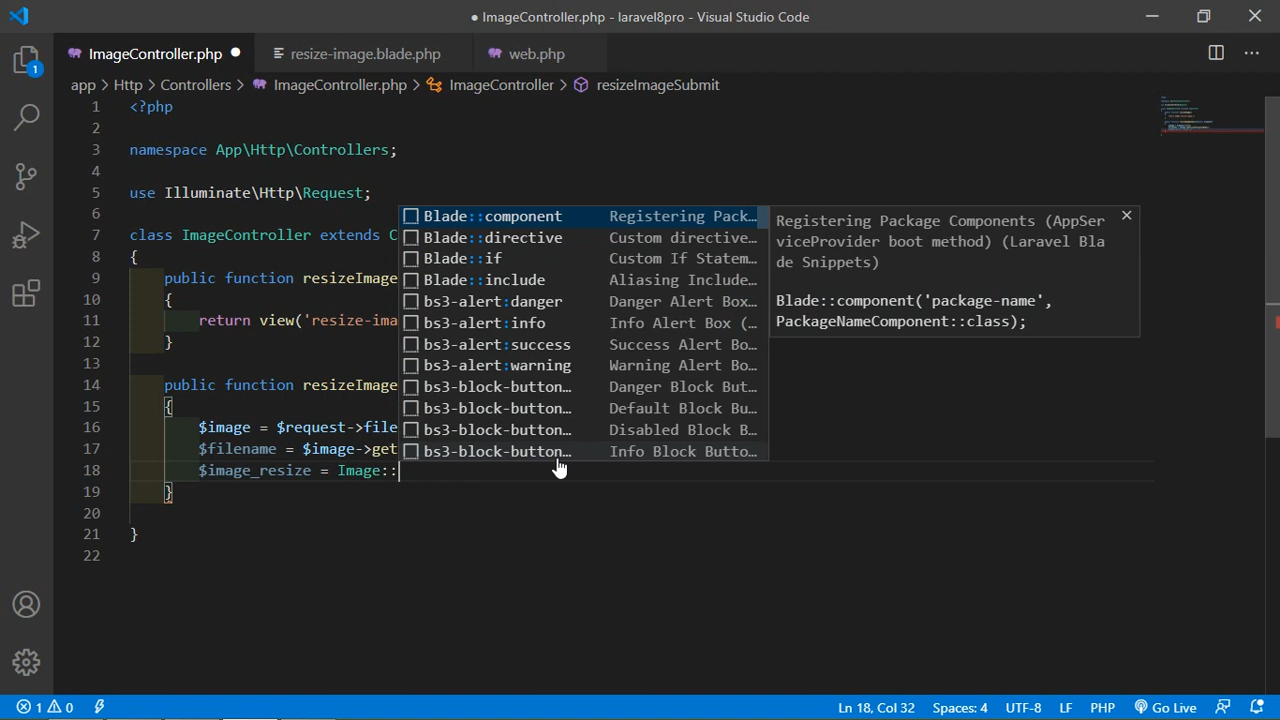 ● ImageController.php - laravel8pro - Visual Studio Code
ImageController.php ●
resize-image.blade.php
web.php
app > Http > Controllers > ImageController.php > ImageController > resizeImageSubmit
1 <?php
2
3 namespace App\Http\Controllers;
4
5 use Illuminate\Http\Request;
6
7 class ImageController extends C
8 {
9 public function resizeImage
10 {
11 return view('resize-ima
12 }
13
14 public function resizeImage
15 {
16 $image = $request->file
17 $filename = $image->get
18 $image_resize = Image::
19 }
20
21 }
22
Blade::component Registering Pack…
Blade::directive Custom directive…
Blade::if Custom If Statem…
Blade::include Aliasing Include…
bs3-alert:danger Danger Alert Box…
bs3-alert:info Info Alert Box (…
bs3-alert:success Success Alert Bo…
bs3-alert:warning Warning Alert Bo…
bs3-block-button… Danger Block But…
bs3-block-button… Default Block Bu…
bs3-block-button… Disabled Block B…
bs3-block-button… Info Block Butto…
Registering Package Components (AppSer
viceProvider boot method) (Laravel Bla
de Snippets)
Blade::component('package-name',
PackageNameComponent::class);
1
1 0
Ln 18, Col 32
Spaces: 4
UTF-8
LF
PHP
Go Live